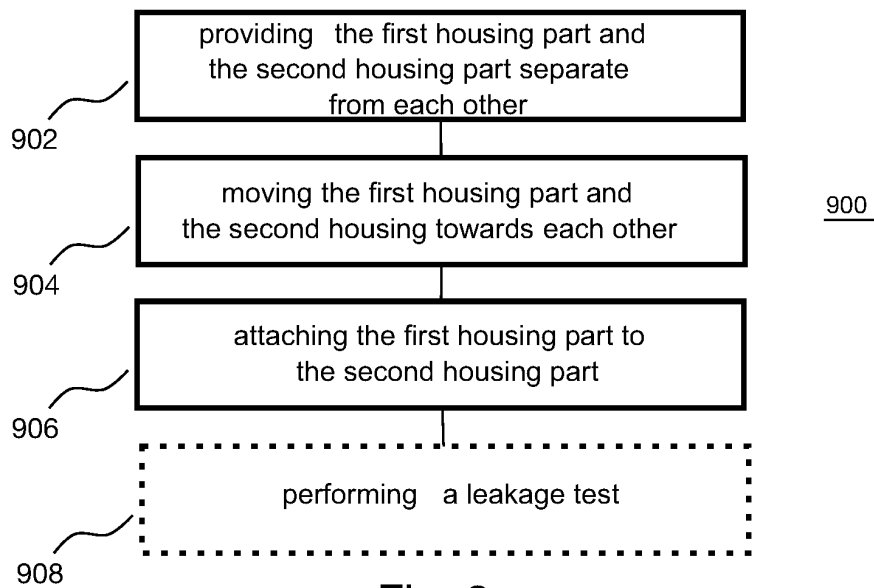 providing the first housing part and
the second housing part separate
from each other
902
moving the first housing part and
the second housing towards each other
900
904
attaching the first housing part to
the second housing part
906
performing a leakage test
908